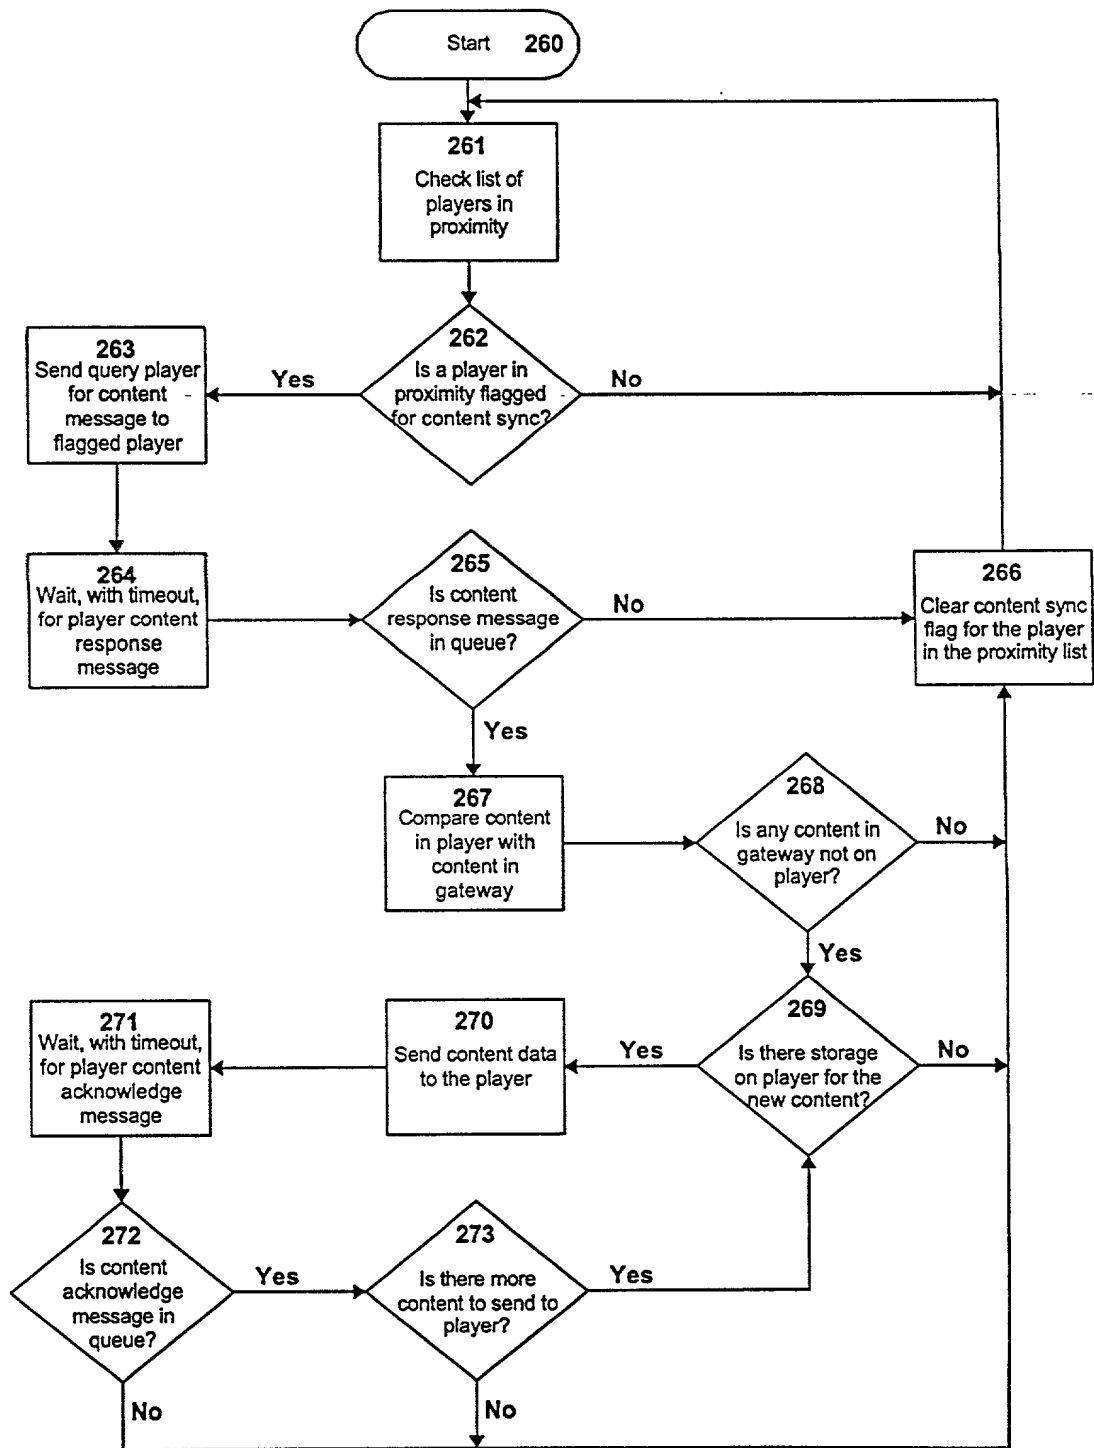 Start 260
261
Check list of
players in
proximity
262
Is a player in
proximity flagged
for content sync?
Yes
No
263
Send query player
for content
message to
flagged player
264
Wait, with timeout,
for player content
response
message
265
Is content
response message
in queue?
No
Yes
266
Clear content sync
flag for the player
in the proximity list
267
Compare content
in player with
content in
gateway
268
Is any content in
gateway not on
player?
No
Yes
269
Is there storage
on player for the
new content?
Yes
No
270
Send content data
to the player
271
Wait, with timeout,
for player content
acknowledge
message
272
Is content
acknowledge
message in
queue?
Yes
No
273
Is there more
content to send to
player?
Yes
No